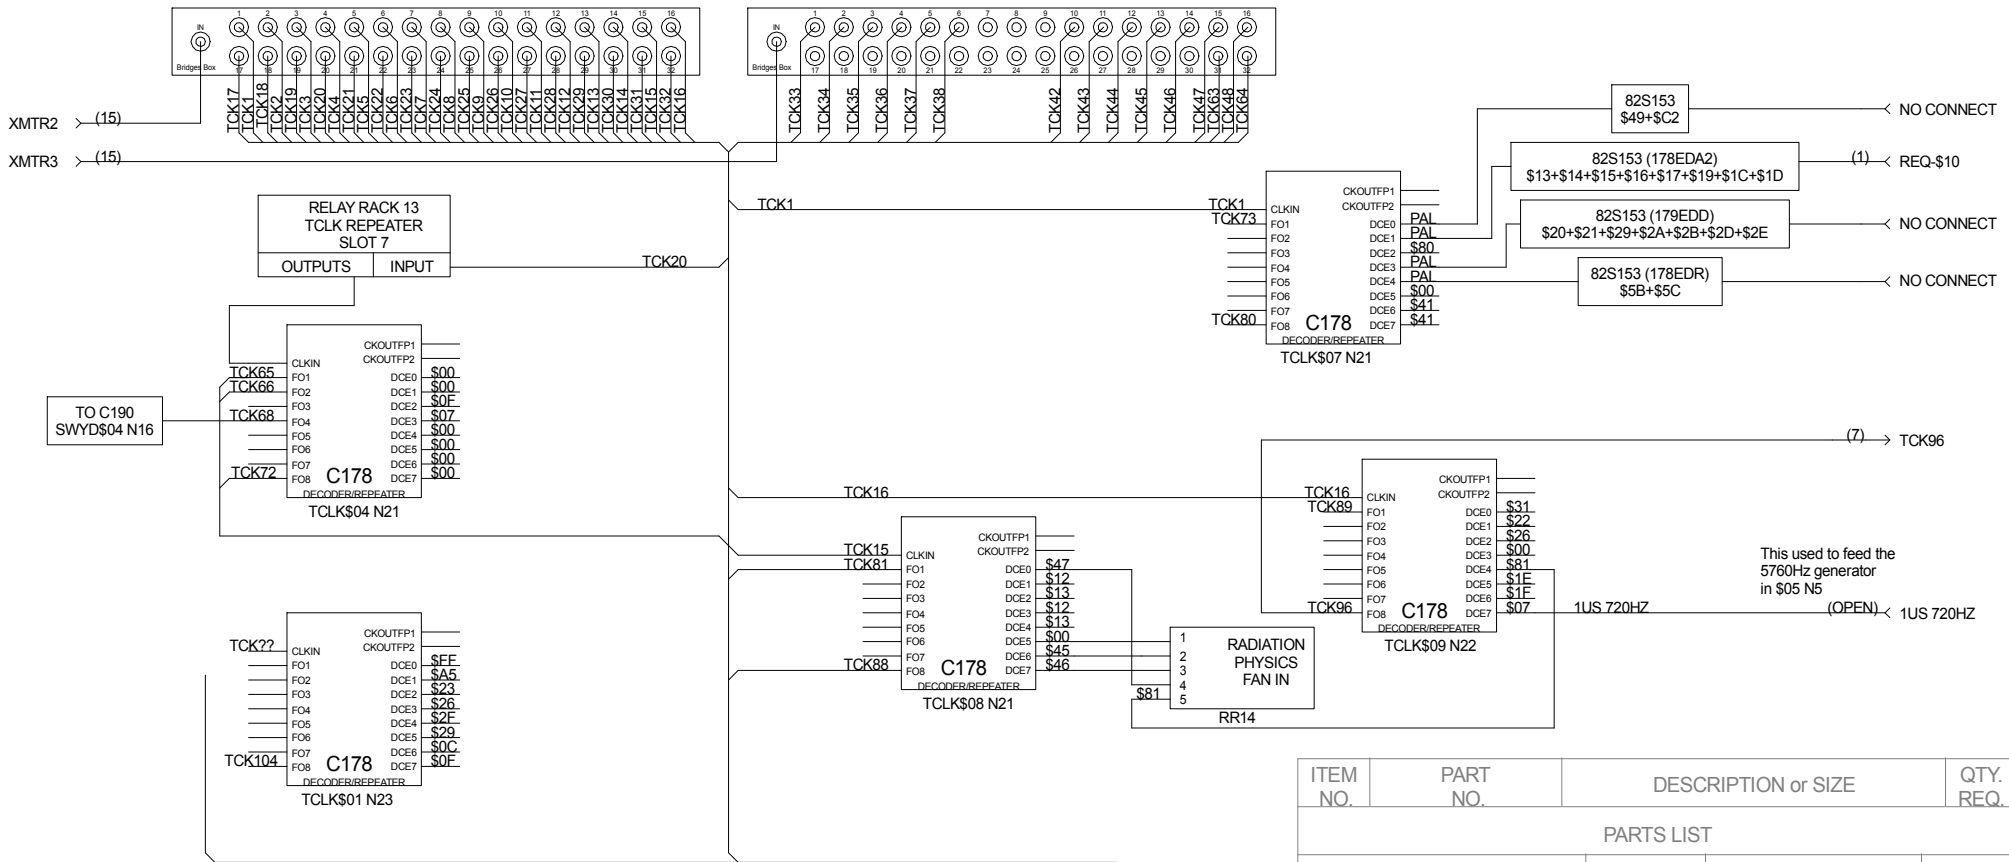 IN
Bridges Box
1 2 3 4 5 6 7 8 9 10 11 12 13 14 15 16
17 18 19 20 21 22 23 24 25 26 27 28 29 30 31 32
TCK17
TCK1
TCK18
TCK2
TCK19
TCK3
TCK20
TCK4
TCK21
TCK5
TCK22
TCK6
TCK23
TCK7
TCK24
TCK8
TCK25
TCK9
TCK26
TCK10
TCK27
TCK11
TCK28
TCK12
TCK29
TCK13
TCK30
TCK14
TCK31
TCK15
TCK32
TCK16
IN
Bridges Box
1 2 3 4 5 6 7 8 9 10 11 12 13 14 15 16
17 18 19 20 21 22 23 24 25 26 27 28 29 30 31 32
TCK33
TCK34
TCK35
TCK36
TCK37
TCK38
TCK42
TCK43
TCK44
TCK45
TCK46
TCK47
TCK63
TCK48
TCK64
XMTR2 (15)
XMTR3 (15)
82S153
$49+$C2
NO CONNECT
82S153 (178EDA2)
$13+$14+$15+$16+$17+$19+$1C+$1D
(1) REQ-$10
82S153 (179EDD)
$20+$21+$29+$2A+$2B+$2D+$2E
NO CONNECT
82S153 (178EDR)
$5B+$5C
NO CONNECT
TCK1
TCK1
TCK73
TCK80
CKOUTFP1
CKOUTFP2
CLKIN
FO1
FO2
FO3
FO4
FO5
FO6
FO7
FO8
DCE0 PAL
DCE1 PAL
DCE2 $80
DCE3 PAL
DCE4 PAL
DCE5 $00
DCE6 $41
DCE7 $41
C178
DECODER/REPEATER
TCLK$07 N21
RELAY RACK 13
TCLK REPEATER
SLOT 7
OUTPUTS INPUT
TCK20
TCK65
TCK66
TCK68
TCK72
CKOUTFP1
CKOUTFP2
CLKIN
FO1
FO2
FO3
FO4
FO5
FO6
FO7
FO8
DCE0 $00
DCE1 $00
DCE2 $0F
DCE3 $07
DCE4 $00
DCE5 $00
DCE6 $00
DCE7 $00
C178
DECODER/REPEATER
TCLK$04 N21
TO C190
SWYD$04 N16
(7) TCK96
TCK16
TCK16
TCK89
TCK96
CKOUTFP1
CKOUTFP2
CLKIN
FO1
FO2
FO3
FO4
FO5
FO6
FO7
FO8
DCE0 $31
DCE1 $22
DCE2 $26
DCE3 $00
DCE4 $81
DCE5 $1E
DCE6 $1F
DCE7 $07
C178
DECODER/REPEATER
TCLK$09 N22
1US 720HZ
This used to feed the
5760Hz generator
in $05 N5
(OPEN) 1US 720HZ
TCK15
TCK81
TCK88
CKOUTFP1
CKOUTFP2
CLKIN
FO1
FO2
FO3
FO4
FO5
FO6
FO7
FO8
DCE0 $47
DCE1 $12
DCE2 $13
DCE3 $12
DCE4 $13
DCE5 $00
DCE6 $45
DCE7 $46
C178
DECODER/REPEATER
TCLK$08 N21
1
2
3
4
5
$81
RADIATION
PHYSICS
FAN IN
RR14
TCK??
TCK104
CKOUTFP1
CKOUTFP2
CLKIN
FO1
FO2
FO3
FO4
FO5
FO6
FO7
FO8
DCE0 $FF
DCE1 $A5
DCE2 $23
DCE3 $26
DCE4 $2F
DCE5 $29
DCE6 $0C
DCE7 $0F
C178
DECODER/REPEATER
TCLK$01 N23
ITEM PART DESCRIPTION or SIZE QTY.
NO. NO. REQ.
PARTS LIST